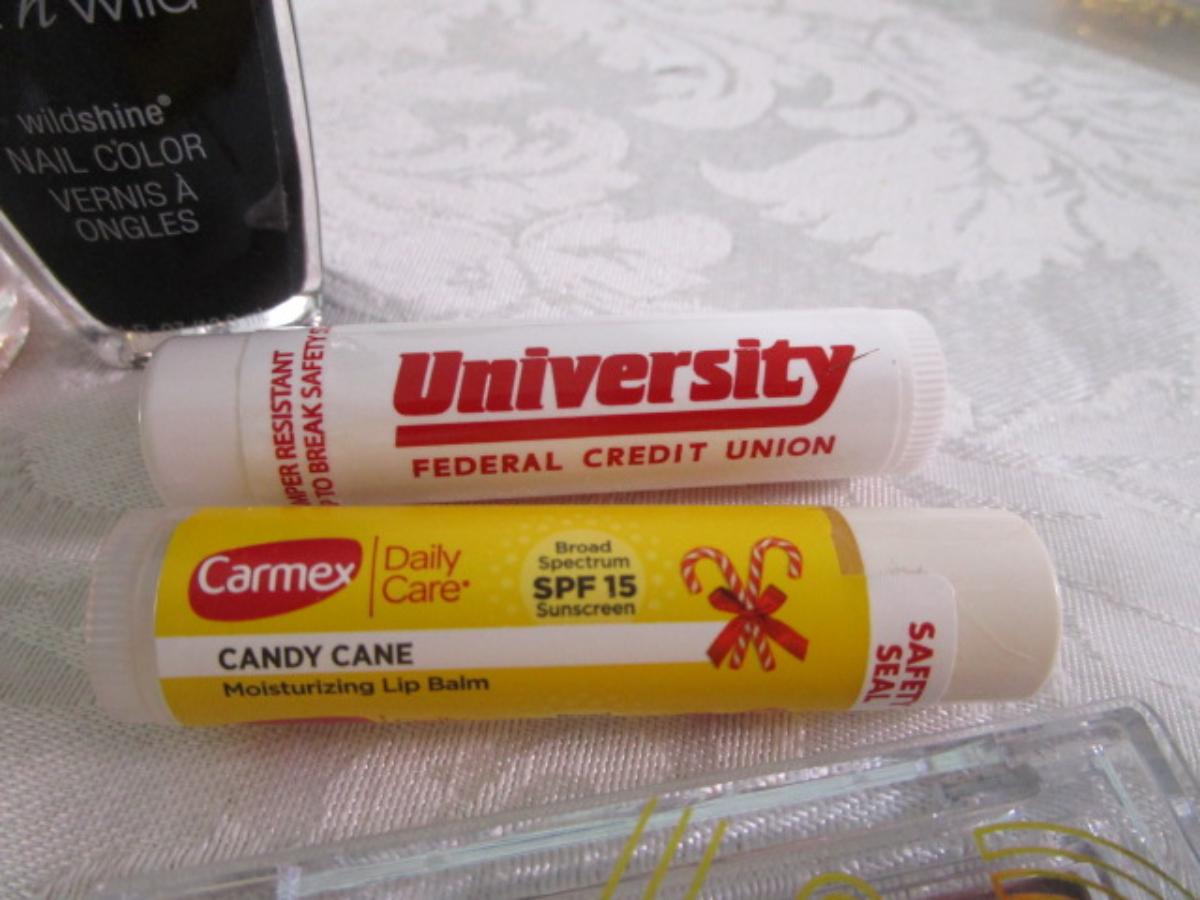 wild
wildshine®
NAIL COLOR
VERNIS À
ONGLES
RESISTANT
TO BREAK SAFETY
University
FEDERAL CREDIT UNION
Carmex
Daily
Care
Broad
Spectrum
SPF 15
Sunscreen
CANDY CANE
Moisturizing Lip Balm
SAFETY
SEAL